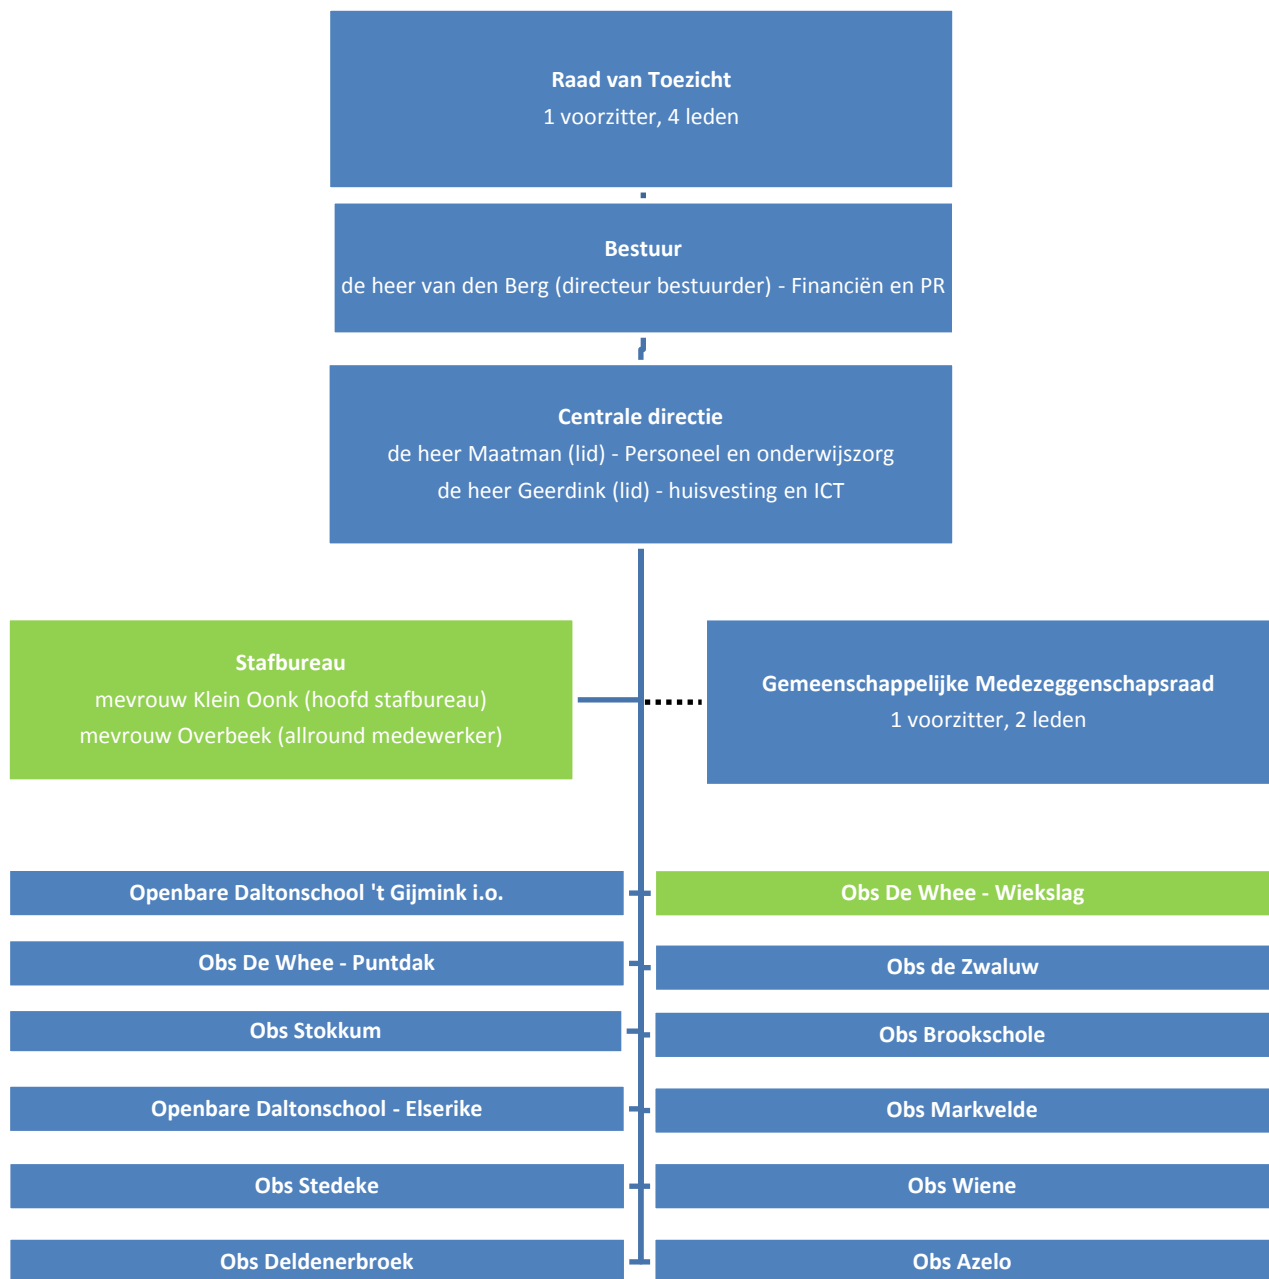 Raad van Toezicht
1 voorzitter, 4 leden
Bestuur
de heer van den Berg (directeur bestuurder) - Financiën en PR
Centrale directie
de heer Maatman (lid) - Personeel en onderwijszorg
de heer Geerdink (lid) - huisvesting en ICT
Stafbureau
mevrouw Klein Oonk (hoofd stafbureau)
mevrouw Overbeek (allround medewerker)
Gemeenschappelijke Medezeggenschapsraad
1 voorzitter, 2 leden
Openbare Daltonschool 't Gijmink i.o.
Obs De Whee - Wiekslag
Obs De Whee - Puntdak
Obs de Zwaluw
Obs Stokkum
Obs Brookschole
Openbare Daltonschool - Elserike
Obs Markvelde
Obs Stedeke
Obs Wiene
Obs Deldenerbroek
Obs Azelo